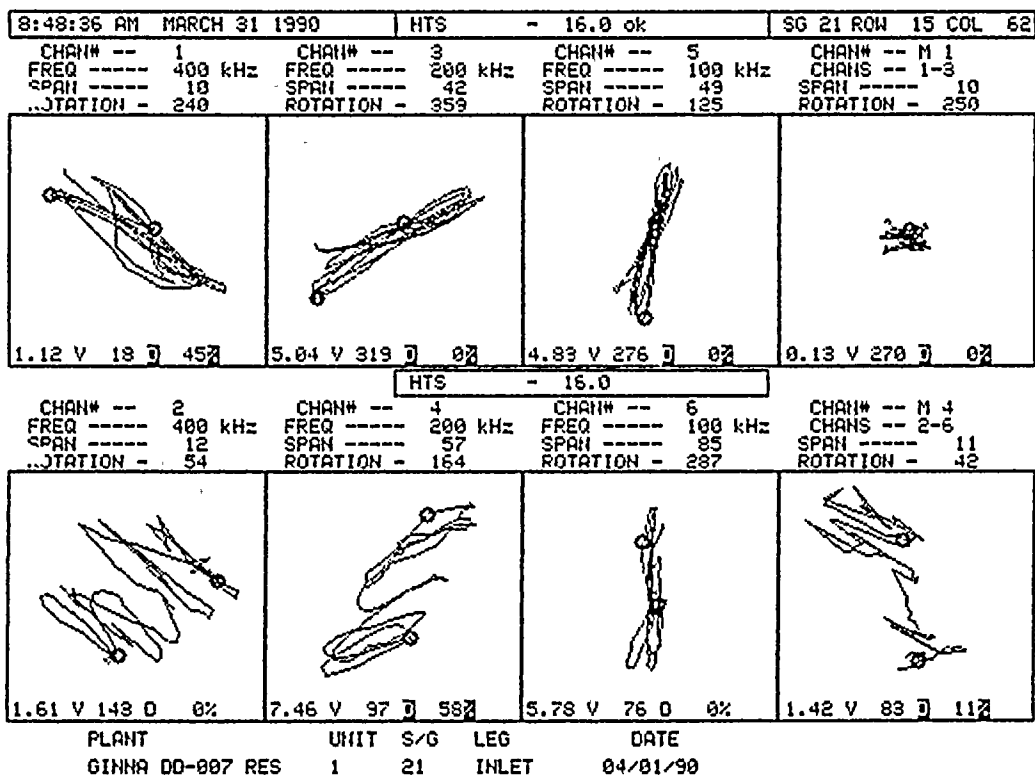 8:48:36 AM MARCH 31 1990 HTS - 16.0 ok SG 21 ROW 15 COL 62
CHAN# -- 1 CHAN# -- 3 CHAN# -- 5 CHAN# -- M 1
FREQ ----- 400 kHz FREQ ----- 200 kHz FREQ ----- 100 kHz CHANS -- 1-3
SPAN ----- 10 SPAN ----- 42 SPAN ----- 49 SPAN ----- 10
..OTATION - 240 ROTATION - 359 ROTATION - 125 ROTATION - 250
1.12 V 18 D 45% 5.04 V 319 D 0% 4.83 V 276 D 0% 0.13 V 270 D 0%
HTS - 16.0
CHAN# -- 2 CHAN# -- 4 CHAN# -- 6 CHAN# -- M 4
FREQ ----- 400 kHz FREQ ----- 200 kHz FREQ ----- 100 kHz CHANS -- 2-6
SPAN ----- 12 SPAN ----- 57 SPAN ----- 85 SPAN ----- 11
..OTATION - 54 ROTATION - 164 ROTATION - 287 ROTATION - 42
1.61 V 143 D 0% 7.46 V 97 D 58% 5.78 V 76 D 0% 1.42 V 83 D 11%
PLANT UNIT S/G LEG DATE
GINNA DD-007 RES 1 21 INLET 04/01/90